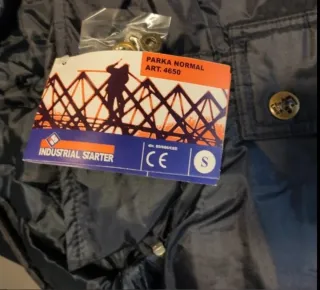 PARKA NORMAL
ART. 4650
INDUSTRIAL STARTER
CE
S